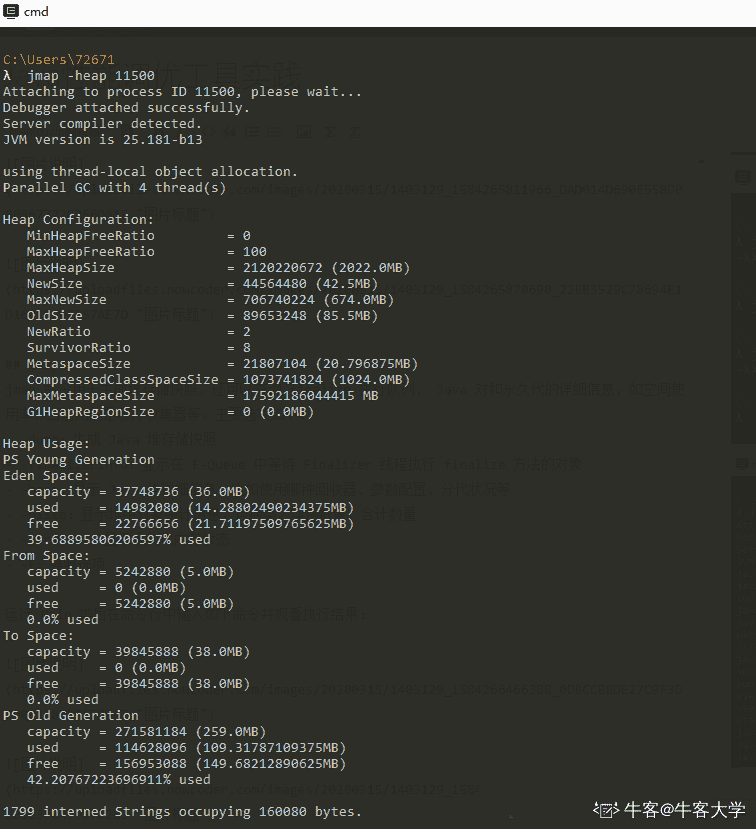 cmd
C:\Users\72671
λ  jmap -heap 11500
Attaching to process ID 11500, please wait...
Debugger attached successfully.
Server compiler detected.
JVM version is 25.181-b13
using thread-local object allocation.
Parallel GC with 4 thread(s)
Heap Configuration:
   MinHeapFreeRatio         = 0
   MaxHeapFreeRatio         = 100
   MaxHeapSize              = 2120220672 (2022.0MB)
   NewSize                  = 44564480 (42.5MB)
   MaxNewSize               = 706740224 (674.0MB)
   OldSize                  = 89653248 (85.5MB)
   NewRatio                 = 2
   SurvivorRatio            = 8
   MetaspaceSize            = 21807104 (20.796875MB)
   CompressedClassSpaceSize = 1073741824 (1024.0MB)
   MaxMetaspaceSize         = 17592186044415 MB
   G1HeapRegionSize         = 0 (0.0MB)
Heap Usage:
PS Young Generation
Eden Space:
   capacity = 37748736 (36.0MB)
   used     = 14982080 (14.28802490234375MB)
   free     = 22766656 (21.71197509765625MB)
   39.68895806206597% used
From Space:
   capacity = 5242880 (5.0MB)
   used     = 0 (0.0MB)
   free     = 5242880 (5.0MB)
   0.0% used
To Space:
   capacity = 39845888 (38.0MB)
   used     = 0 (0.0MB)
   free     = 39845888 (38.0MB)
   0.0% used
PS Old Generation
   capacity = 271581184 (259.0MB)
   used     = 114628096 (109.31787109375MB)
   free     = 156953088 (149.68212890625MB)
   42.20767223696911% used
1799 interned Strings occupying 160080 bytes.
牛客@牛客大学